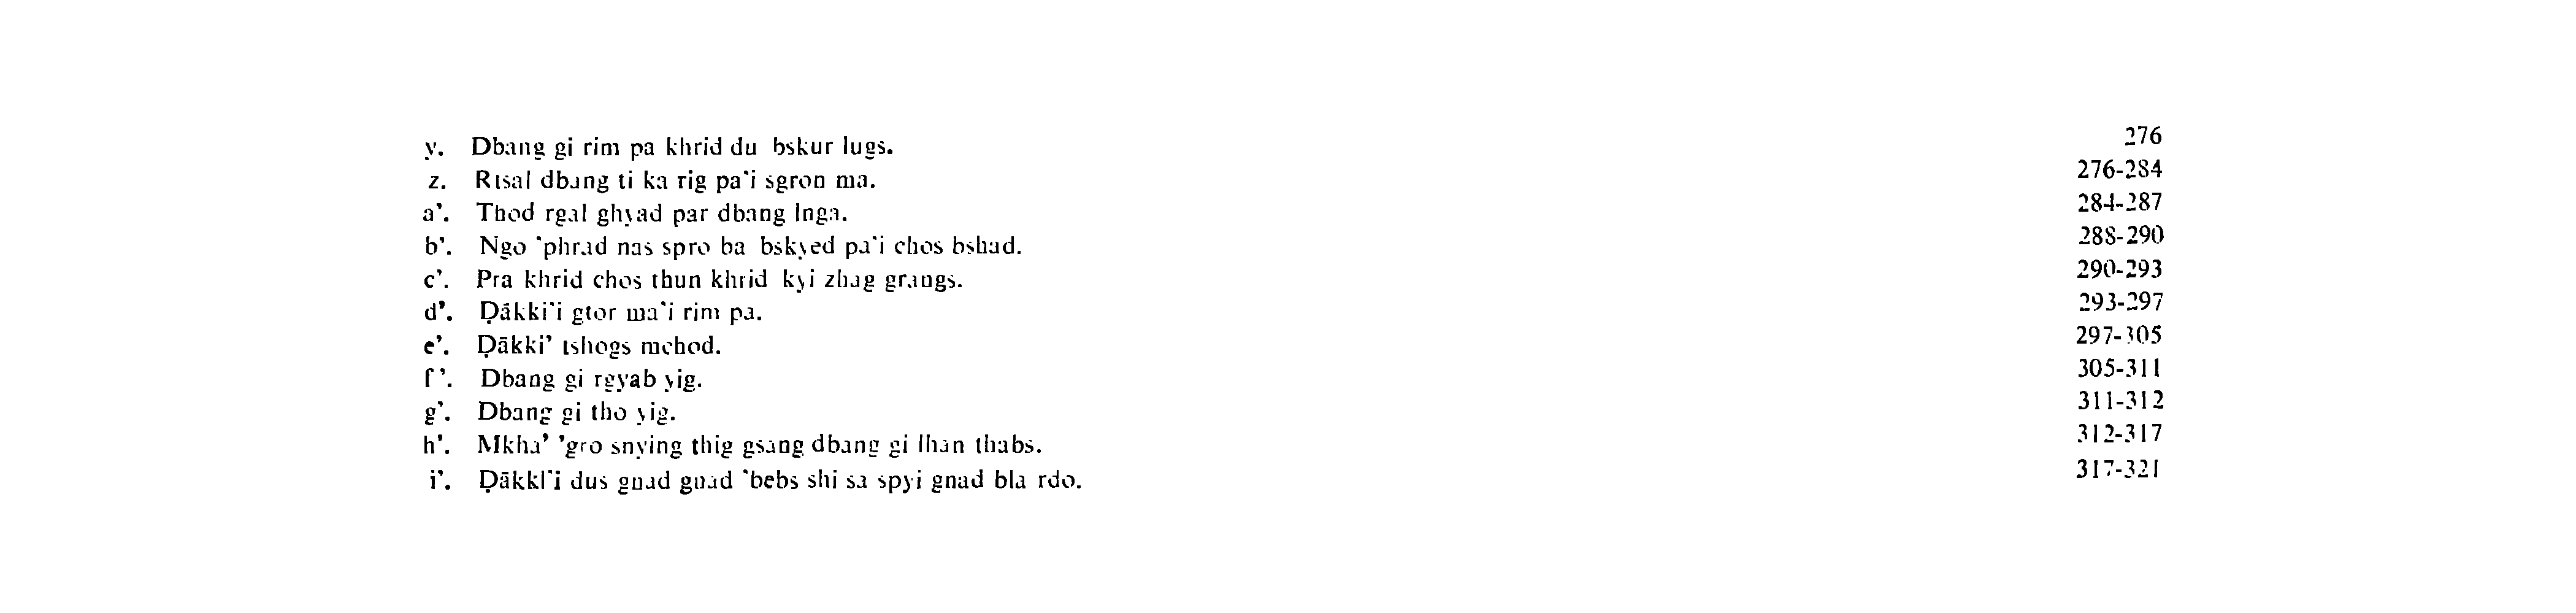 y. Dbang gi rim pa khrid du bskur lugs. 276
z. Rtsal dbang ti ka rig pa'i sgron ma. 276-284
a'. Thod rgal ghyad par dbang lnga. 284-287
b'. Ngo 'phrad nas spro ba bskyed pa'i chos bshad. 288-290
c'. Pra khrid chos thun khrid kyi zhag grangs. 290-293
d'. Ḍākki'i gtor ma'i rim pa. 293-297
e'. Ḍākki' tshogs mchod. 297-305
f'. Dbang gi rgyab yig. 305-311
g'. Dbang gi tho yig. 311-312
h'. Mkha' 'gro snying thig gsang dbang gi lhan thabs. 312-317
i'. Ḍākkl'i dus gnad gnad 'bebs shi sa spyi gnad bla rdo. 317-321